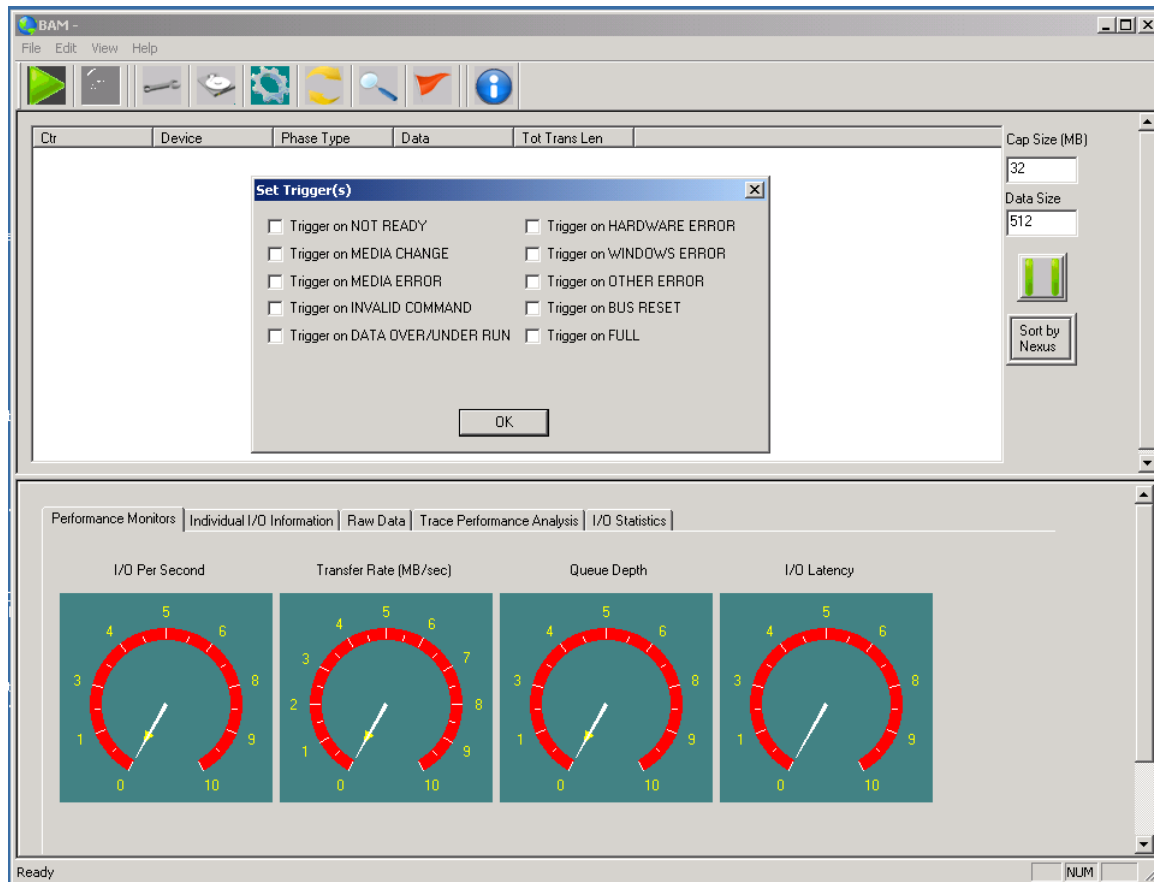 BAM -
File Edit View Help
Ctr Device Phase Type Data Tot Trans Len
Cap Size (MB)
32
Data Size
512
Sort by
Nexus
Set Trigger(s)
Trigger on NOT READY Trigger on HARDWARE ERROR
Trigger on MEDIA CHANGE Trigger on WINDOWS ERROR
Trigger on MEDIA ERROR Trigger on OTHER ERROR
Trigger on INVALID COMMAND Trigger on BUS RESET
Trigger on DATA OVER/UNDER RUN Trigger on FULL
OK
Performance Monitors Individual I/O Information Raw Data Trace Performance Analysis I/O Statistics
I/O Per Second Transfer Rate (MB/sec) Queue Depth I/O Latency
0 1 3 4 5 6 8 9 10
0 1 2 3 4 5 6 7 8 9 10
0 1 3 4 5 6 8 9 10
0 1 3 4 5 6 8 9 10
Ready NUM